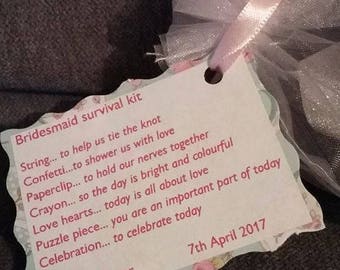 Bridesmaid survival kit
String... to help us tie the knot
Confetti...to shower us with love
Paperclip... to hold our nerves together
Crayon... so the day is bright and colourful
Love hearts... today is all about love
Puzzle piece... you are an important part of today
Celebration... to celebrate today
7th April 2017